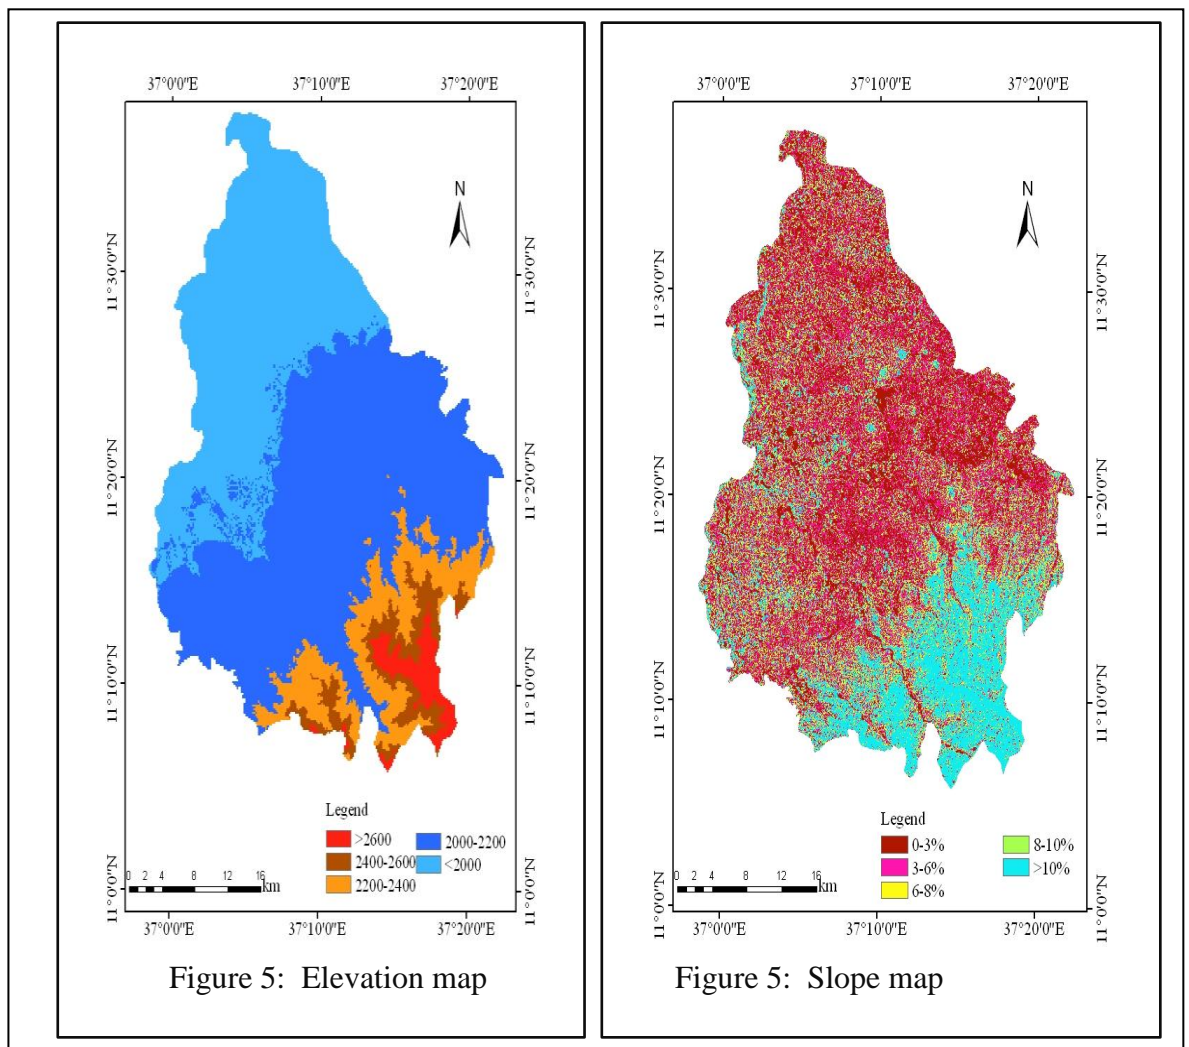 37°0'0"E 37°10'0"E 37°20'0"E
N
11°30'0"N 11°30'0"N
11°20'0"N 11°20'0"N
11°10'0"N 11°10'0"N
11°0'0"N 11°0'0"N
Legend
>2600 2000-2200
2400-2600 <2000
2200-2400
0 2 4 8 12 16 km
37°0'0"E 37°10'0"E 37°20'0"E
Figure 5: Elevation map
37°0'0"E 37°10'0"E 37°20'0"E
N
11°30'0"N 11°30'0"N
11°20'0"N 11°20'0"N
11°10'0"N 11°10'0"N
11°0'0"N 11°0'0"N
Legend
0-3% 8-10%
3-6% >10%
6-8%
0 2 4 8 12 16 km
37°0'0"E 37°10'0"E 37°20'0"E
Figure 5: Slope map